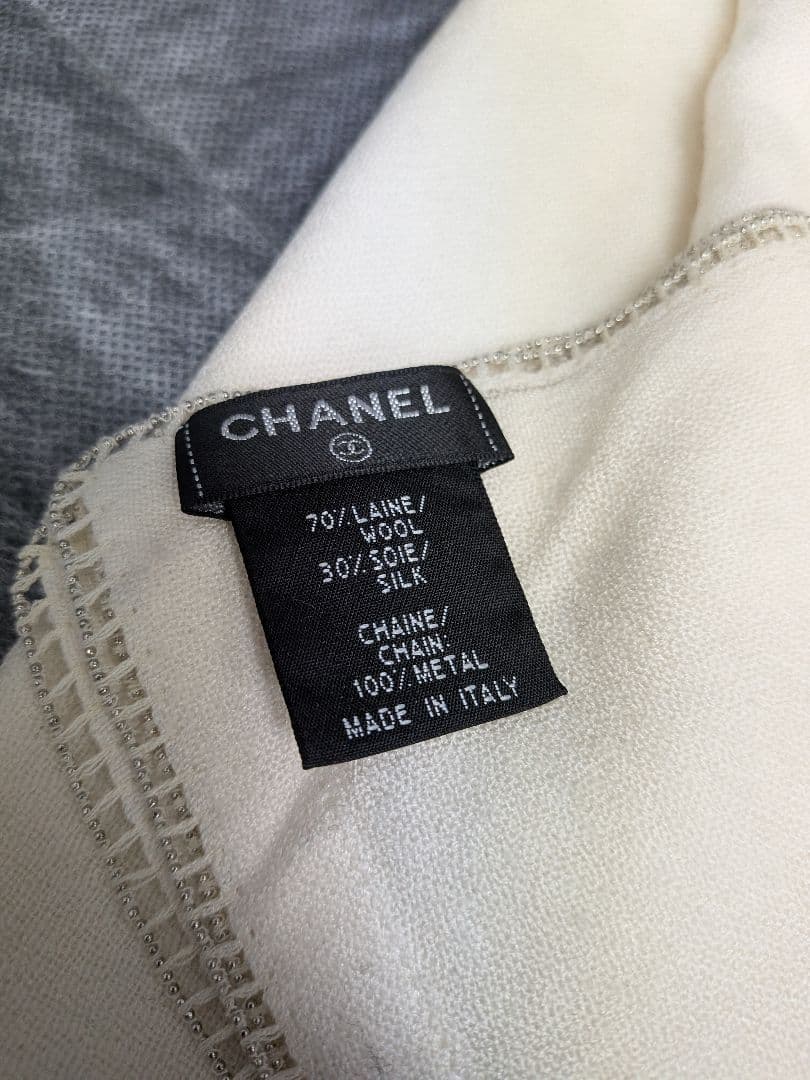 CHANEL
70% LAINE/
WOOL
30% SOIE/
SILK
CHAINE/
CHAIN:
100% METAL
MADE IN ITALY